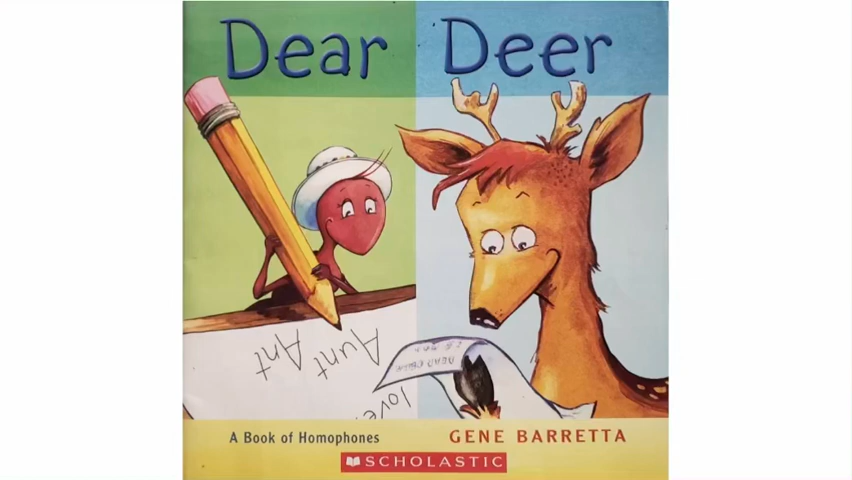 Dear Deer
love,
Aunt Ant
A Book of Homophones
GENE BARRETTA
SCHOLASTIC